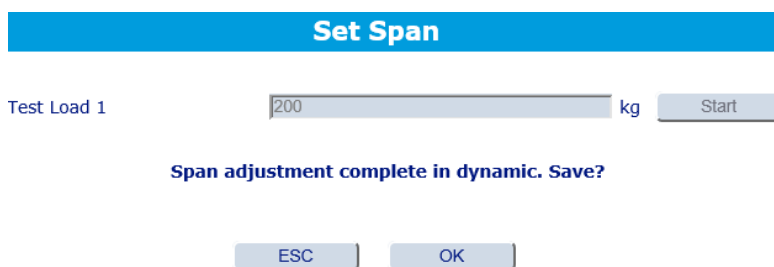 Set Span
Test Load 1 200 kg Start
Span adjustment complete in dynamic. Save?
ESC OK